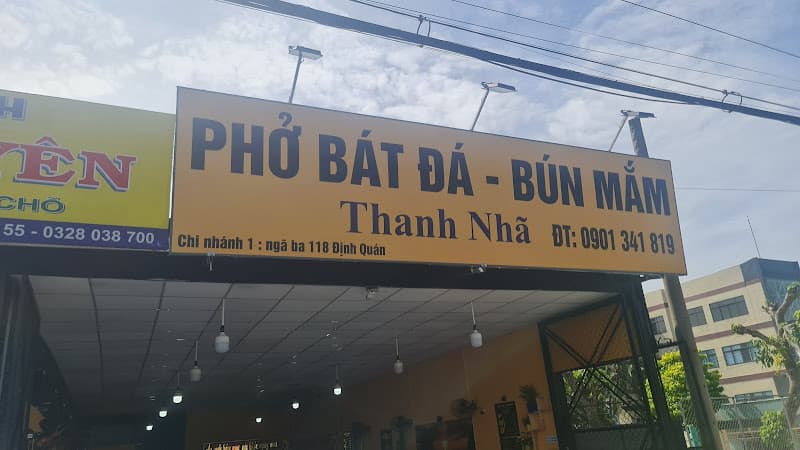 H
YÊN
CHÕ
55 - 0328 038 700
PHỞ BÁT ĐÁ - BÚN MẮM
Thanh Nhã
ĐT: 0901 341 819
Chi nhánh 1 : ngã ba 118 Định Quán